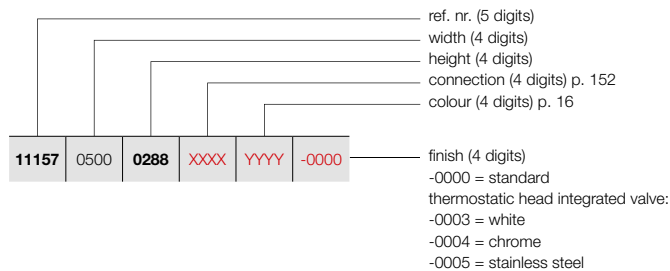 ref. nr. (5 digits)
width (4 digits)
height (4 digits)
connection (4 digits) p. 152
colour (4 digits) p. 16
11157 0500 0288 XXXX YYYY -0000
finish (4 digits)
-0000 = standard
thermostatic head integrated valve:
-0003 = white
-0004 = chrome
-0005 = stainless steel